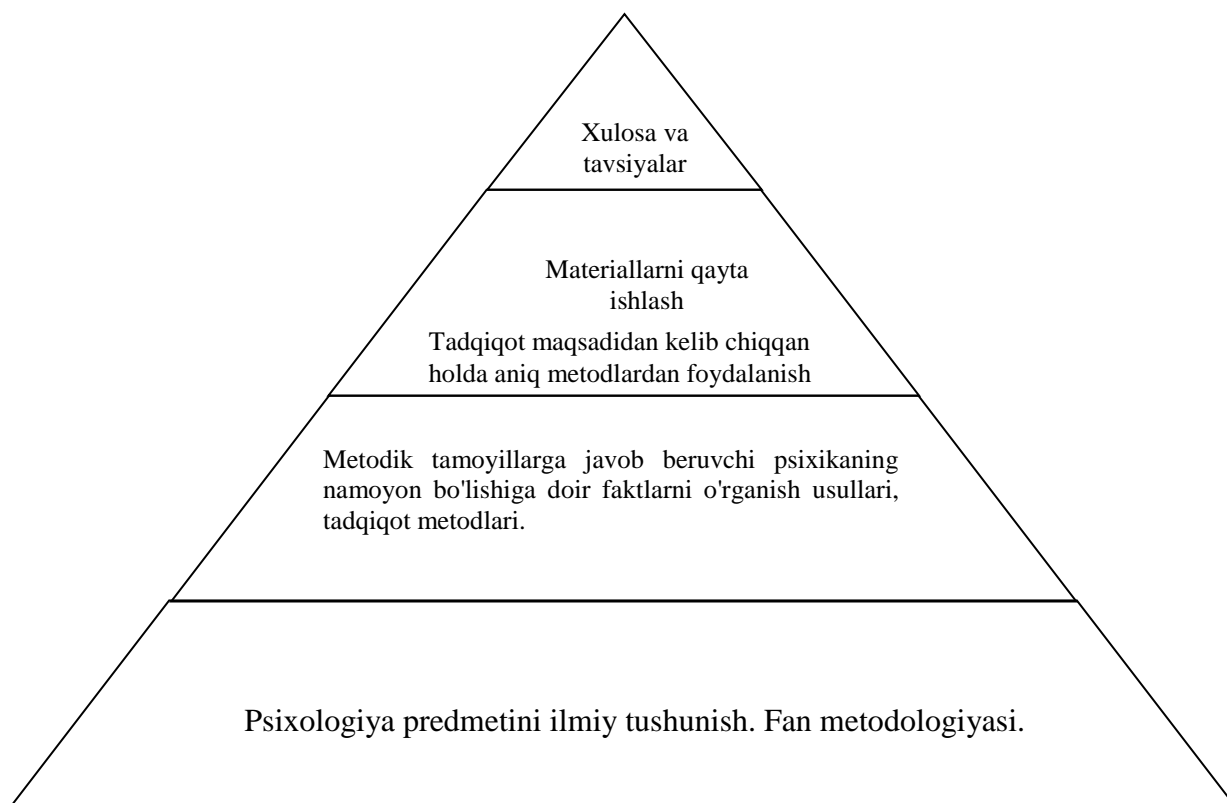 Xulosa va
tavsiyalar
Materiallarni qayta
ishlash
Tadqiqot maqsadidan kelib chiqqan
holda aniq metodlardan foydalanish
Metodik tamoyillarga javob beruvchi psixikaning
namoyon bo'lishiga doir faktlarni o'rganish usullari,
tadqiqot metodlari.
Psixologiya predmetini ilmiy tushunish. Fan metodologiyasi.